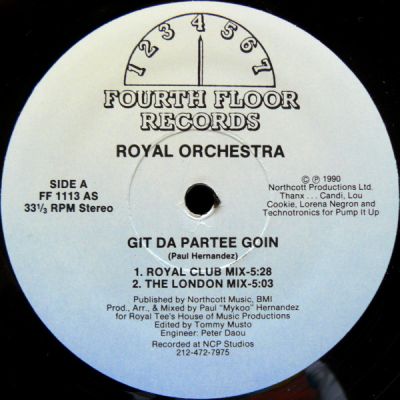 1 2 3 4 5 6 7
FOURTH FLOOR
RECORDS
ROYAL ORCHESTRA
SIDE A
FF 1113 AS
33⅓ RPM Stereo
© ℗ 1990
Northcott Productions Ltd.
Thanx . . . Candi, Lou
Cookie, Lorena Negron and
Technotronics for Pump It Up
GIT DA PARTEE GOIN
(Paul Hernandez)
1. ROYAL CLUB MIX-5:28
2. THE LONDON MIX-5:03
Published by Northcott Music, BMI
Prod., Arr., & Mixed by Paul "Mykoo" Hernandez
for Royal Tee's House of Music Productions
Edited by Tommy Musto
Engineer: Peter Daou
Recorded at NCP Studios
212-472-7975